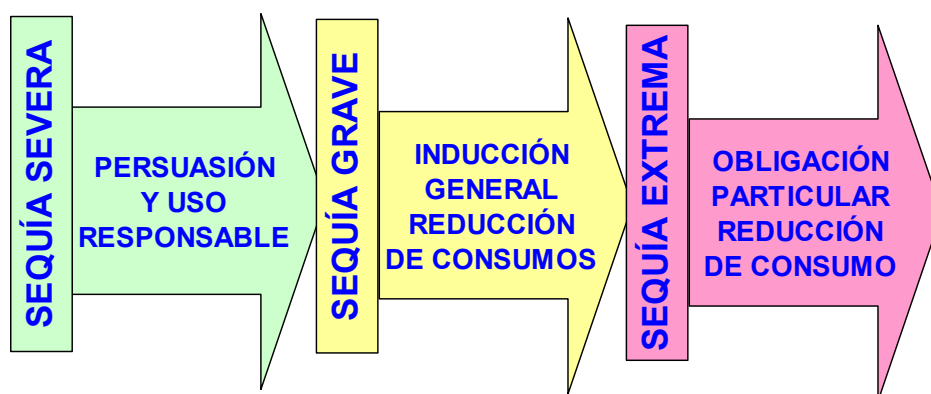 SEQUÍA SEVERA
PERSUASIÓN
Y USO
RESPONSABLE
SEQUÍA GRAVE
INDUCCIÓN
GENERAL
REDUCCIÓN
DE CONSUMOS
SEQUÍA EXTREMA
OBLIGACIÓN
PARTICULAR
REDUCCIÓN
DE CONSUMO